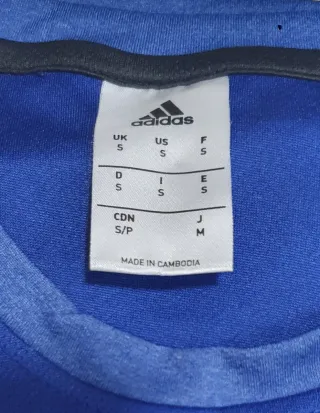 adidas
UK US F
S S S
D I E
S S S
CDN J
S/P M
MADE IN CAMBODIA